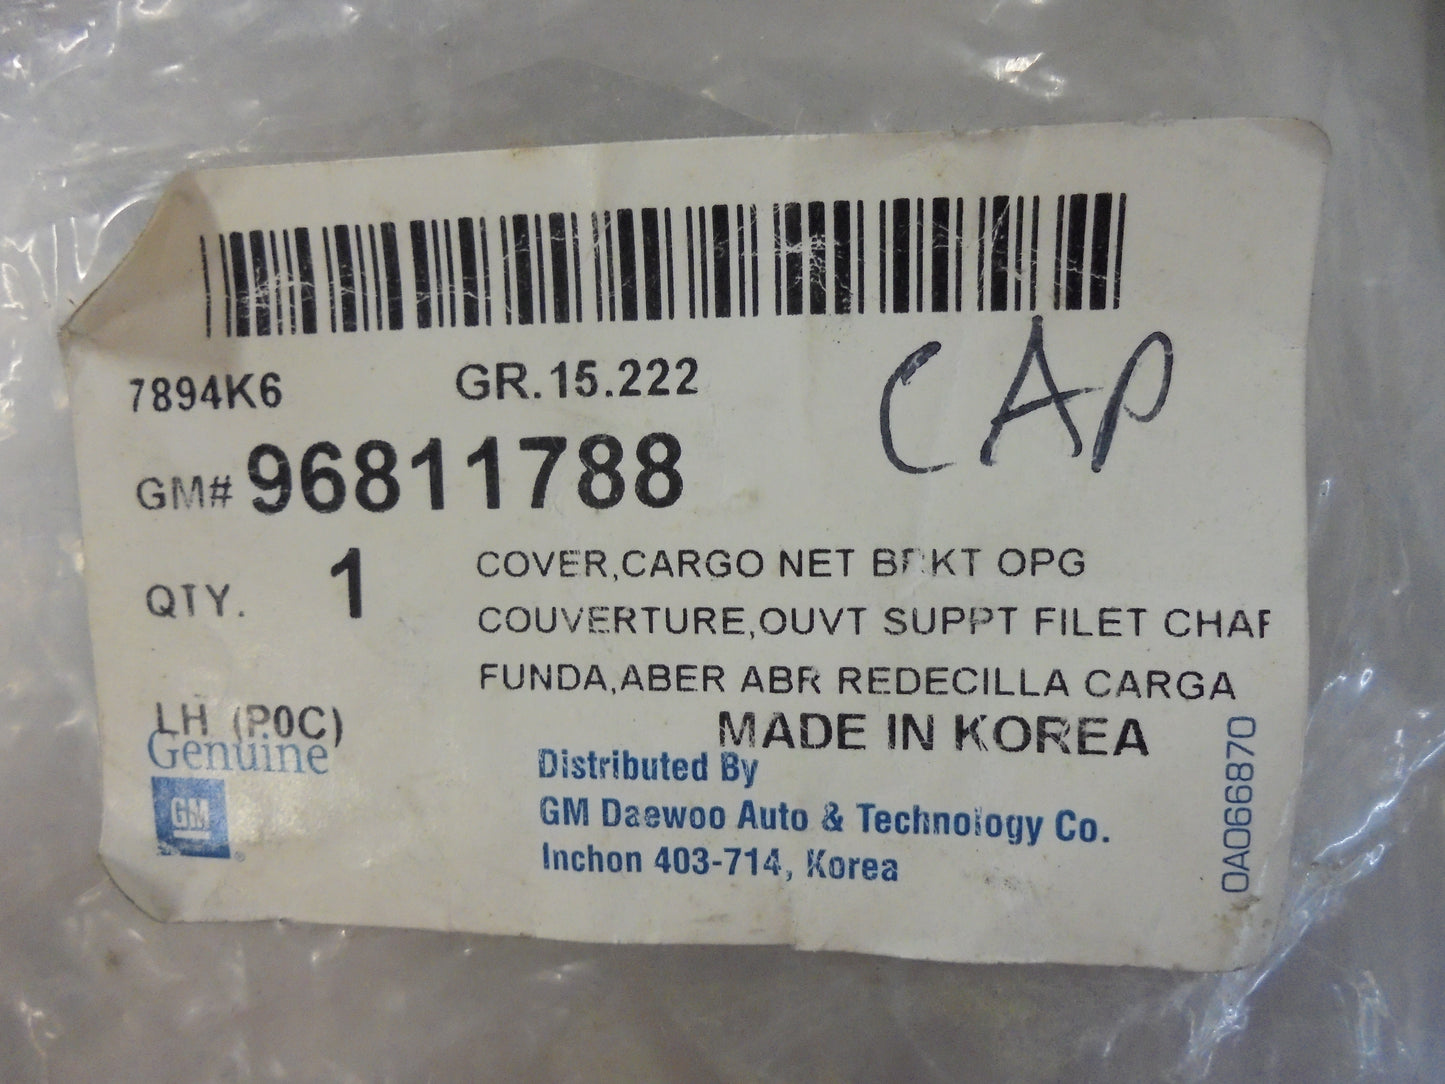 7894K6 GR.15.222
CAP
GM# 96811788
QTY. 1
COVER,CARGO NET BRKT OPG
COUVERTURE,OUVT SUPPT FILET CHAR
FUNDA,ABER ABR REDECILLA CARGA
LH (P0C)
MADE IN KOREA
Genuine
GM
Distributed By
GM Daewoo Auto & Technology Co.
Inchon 403-714, Korea
0A066870